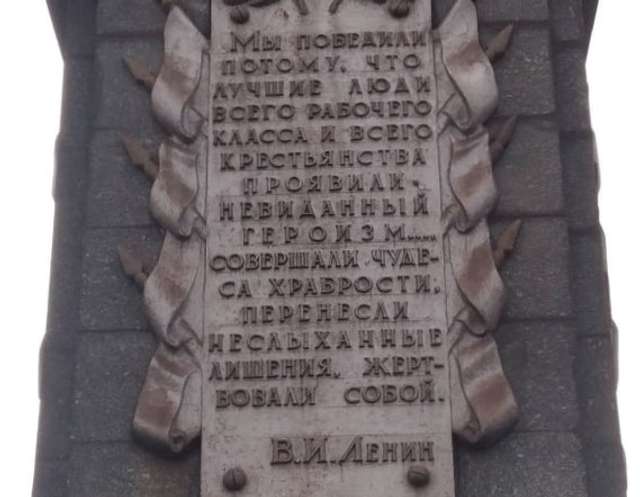 Мы победили
потому, что
лучшие люди
всего рабочего
класса и всего
крестьянства
проявили
невиданный
героизм....
совершали чуде-
са храбрости,
перенесли
неслыханные
лишения, жерт-
вовали собой.
В.И.Ленин